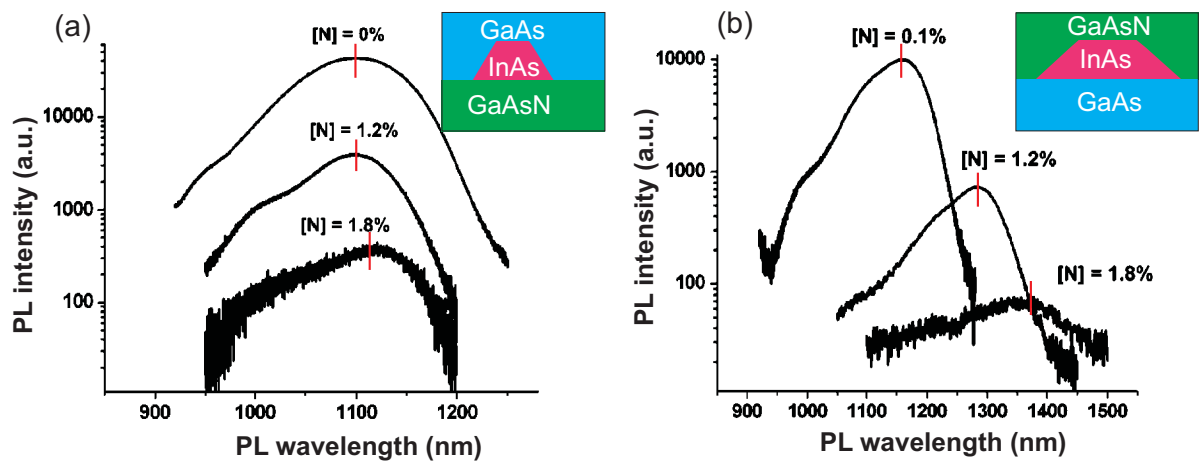 (a)
PL intensity (a.u.)
10000
1000
100
[N] = 0%
[N] = 1.2%
[N] = 1.8%
GaAs
InAs
GaAsN
900
1000
1100
1200
PL wavelength (nm)
(b)
PL intensity (a.u.)
10000
1000
100
[N] = 0.1%
[N] = 1.2%
[N] = 1.8%
GaAsN
InAs
GaAs
900
1000
1100
1200
1300
1400
1500
PL wavelength (nm)